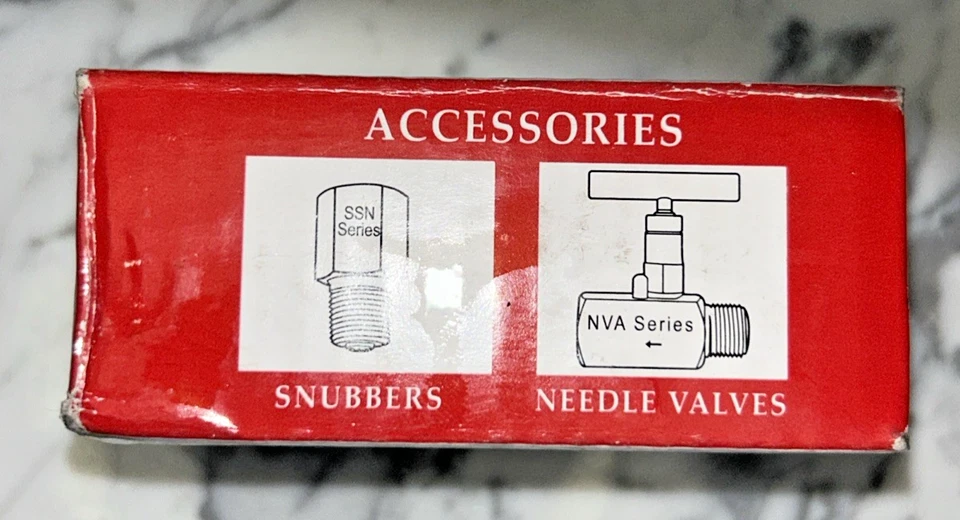 ACCESSORIES
SSN
Series
NVA Series
←
SNUBBERS
NEEDLE VALVES